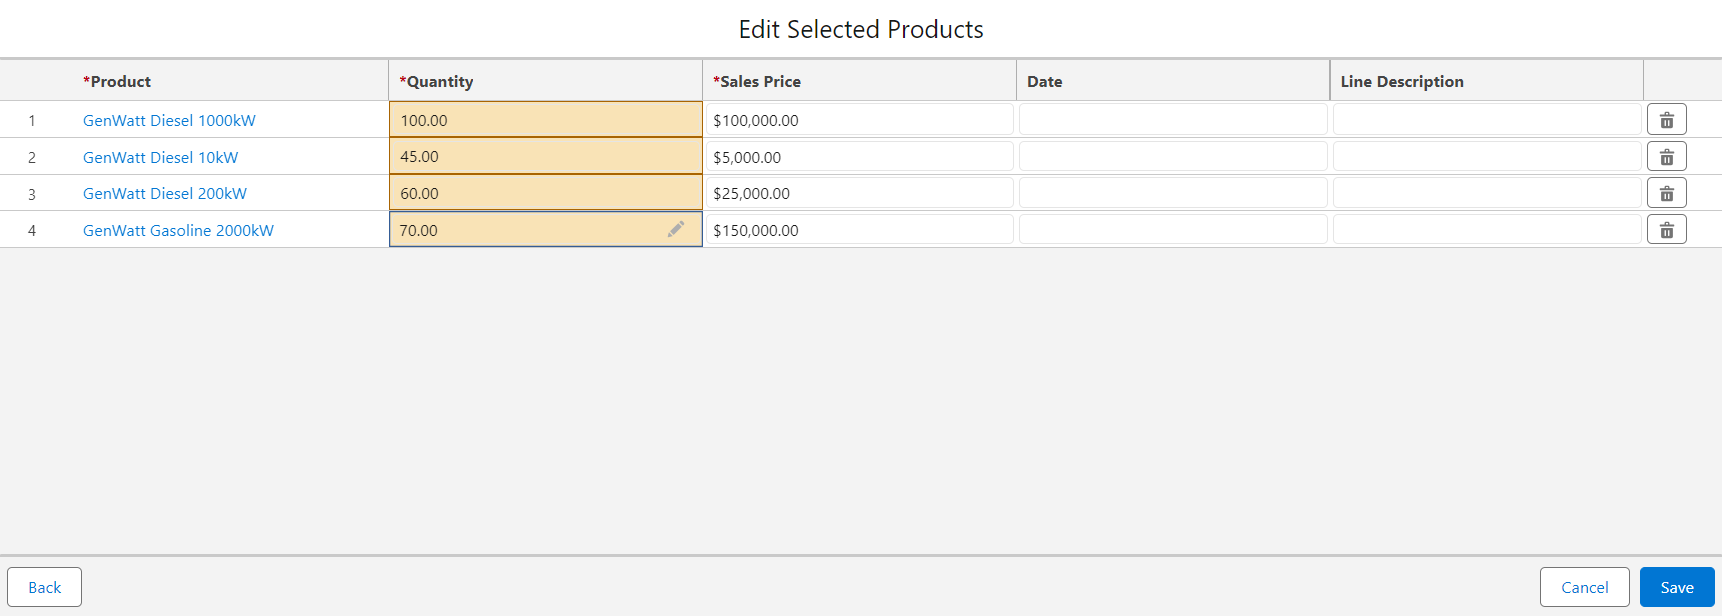 Edit Selected Products
*Product *Quantity *Sales Price Date Line Description
1 GenWatt Diesel 1000kW 100.00 $100,000.00
2 GenWatt Diesel 10kW 45.00 $5,000.00
3 GenWatt Diesel 200kW 60.00 $25,000.00
4 GenWatt Gasoline 2000kW 70.00 $150,000.00
Back Cancel Save